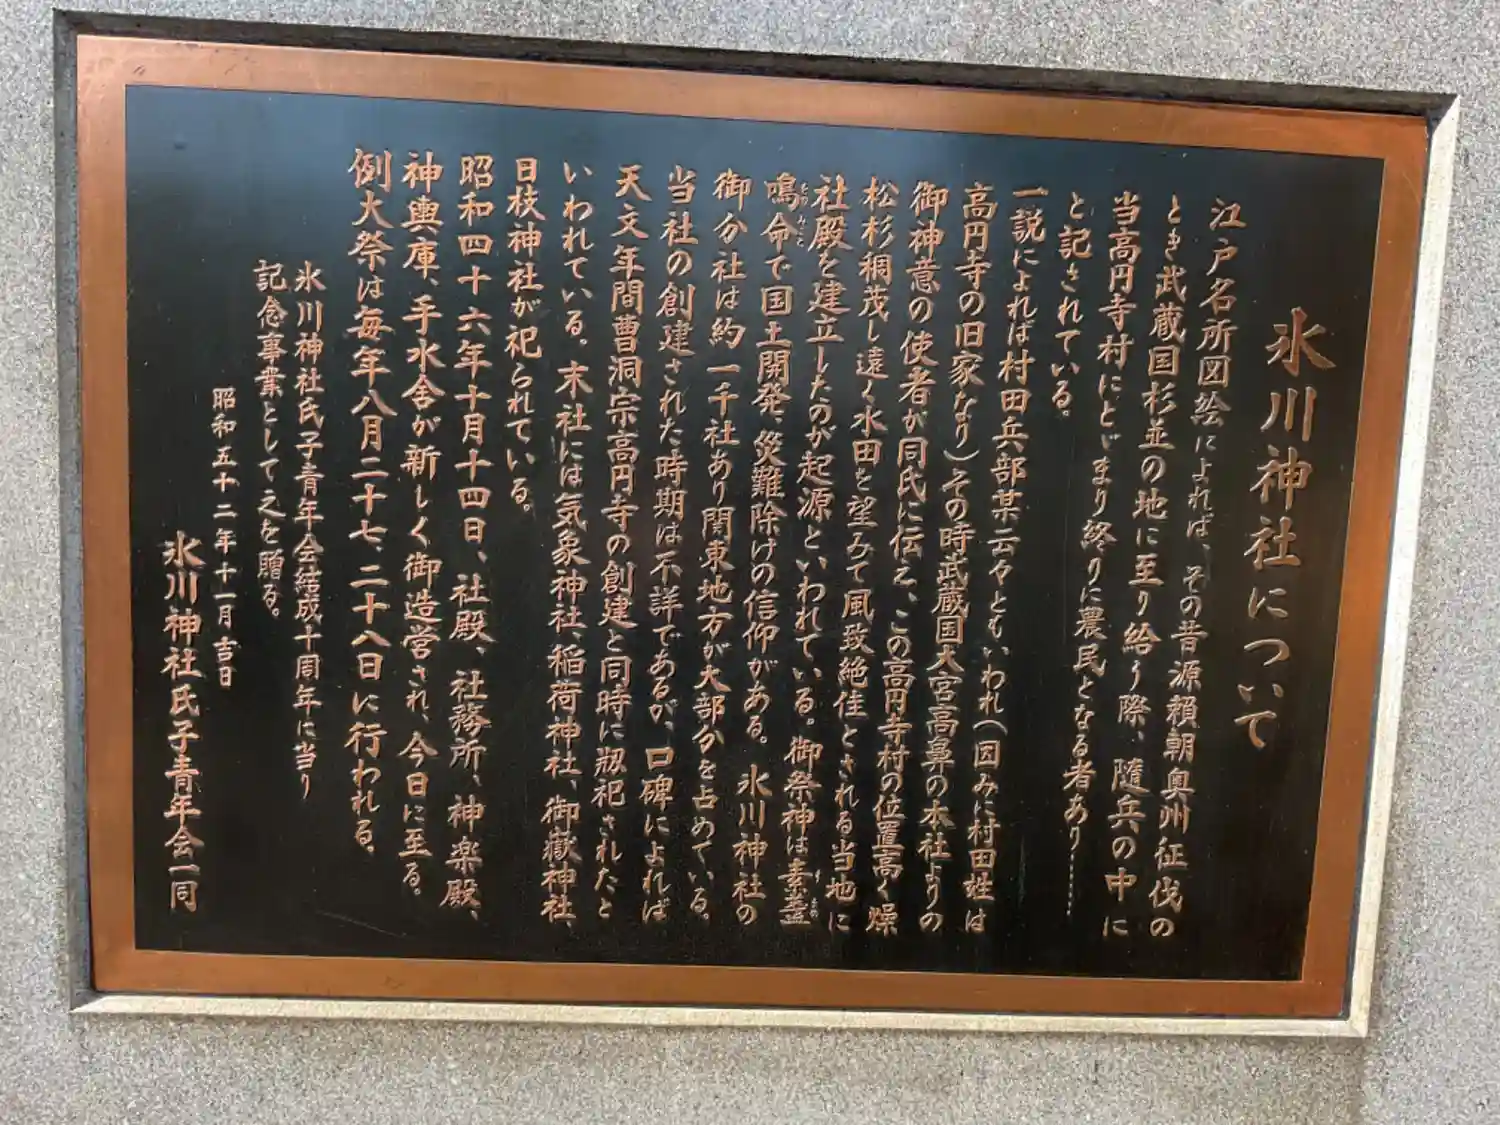 氷川神社について
江戸名所図絵によれば、その昔源頼朝奥州征伐の
とき武蔵国杉並の地に至り給う際、随兵の中に
当高円寺村にとゞまり終りに農民となる者あり……
と記されている。
一説によれば村田兵部某云々ともいわれ（因みに村田姓は
高円寺の旧家なり）その時武蔵国大宮高鼻の本社よりの
御神意の使者が同氏に伝え、この高円寺村の位置高く燥
松杉稠茂し遠く水田を望みて風致絶佳とされる当地に
社殿を建立したのが起源といわれている。御祭神は素盞
鳴命で国土開発、災難除けの信仰がある。氷川神社の
御分社は約一千社あり関東地方が大部分を占めている。
当社の創建された時期は不詳であるが、口碑によれば
天文年間曹洞宗高円寺の創建と同時に剏祀されたと
いわれている。末社には気象神社、稲荷神社、御嶽神社、
日枝神社が祀られている。
昭和四十六年十月十四日、社殿、社務所、神楽殿、
神輿庫、手水舎が新しく御造営され、今日に至る。
例大祭は毎年八月二十七、二十八日に行われる。
氷川神社氏子青年会結成十周年に当り
記念事業として之を贈る。
昭和五十二年十一月吉日
氷川神社氏子青年会一同